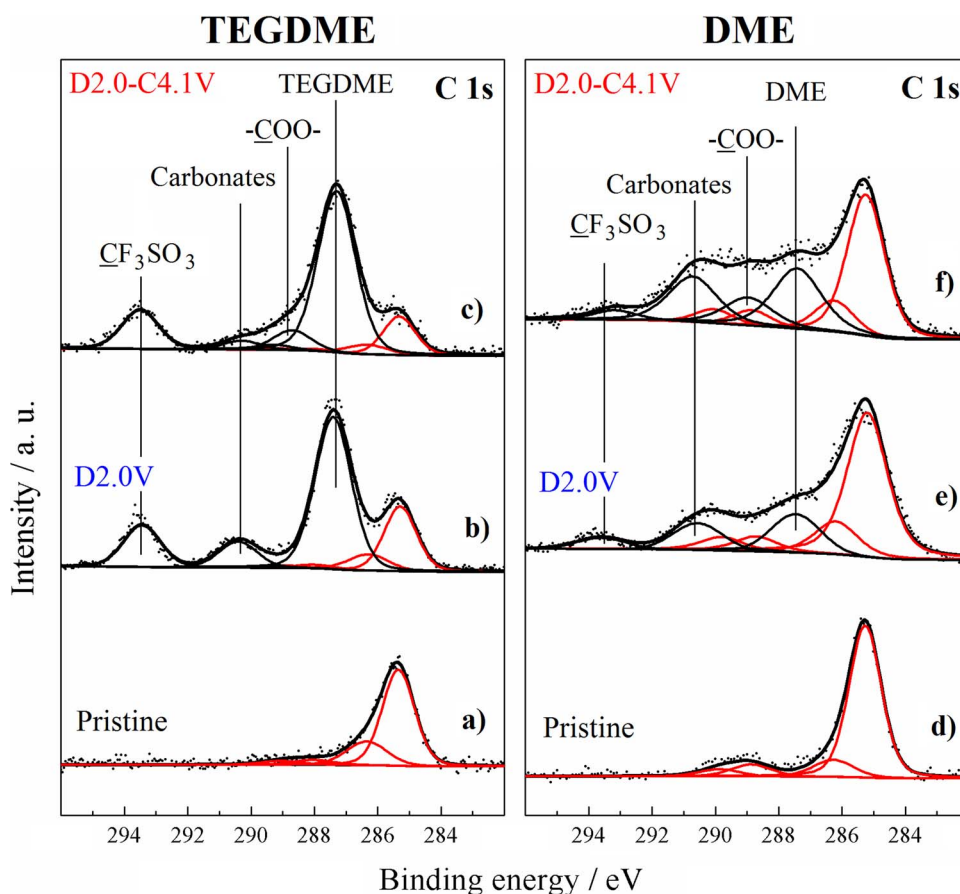 TEGDME
DME
D2.0-C4.1V
C 1s
TEGDME
-COO-
Carbonates
CF3SO3
c)
D2.0V
b)
Pristine
a)
294 292 290 288 286 284
D2.0-C4.1V
C 1s
DME
-COO-
Carbonates
CF3SO3
f)
D2.0V
e)
Pristine
d)
294 292 290 288 286 284
Intensity / a. u.
Binding energy / eV